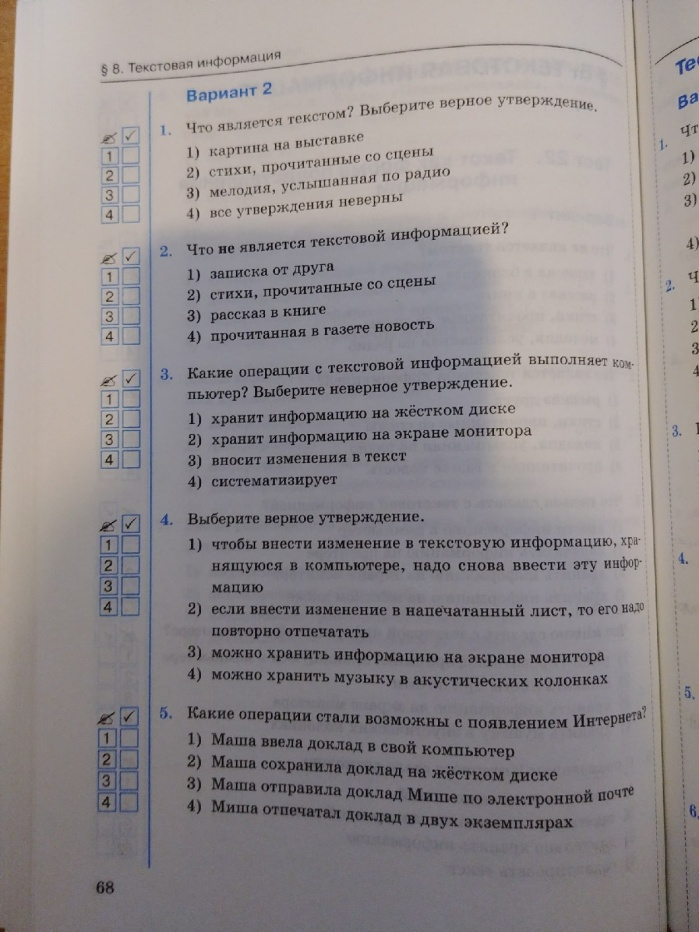 § 8. Текстовая информация
Вариант 2
1. Что является текстом? Выберите верное утверждение.
1) картина на выставке
2) стихи, прочитанные со сцены
3) мелодия, услышанная по радио
4) все утверждения неверны
1
2
3
4
2. Что не является текстовой информацией?
1) записка от друга
2) стихи, прочитанные со сцены
3) рассказ в книге
4) прочитанная в газете новость
1
2
3
4
3. Какие операции с текстовой информацией выполняет ком-
пьютер? Выберите неверное утверждение.
1) хранит информацию на жёстком диске
2) хранит информацию на экране монитора
3) вносит изменения в текст
4) систематизирует
1
2
3
4
4. Выберите верное утверждение.
1) чтобы внести изменение в текстовую информацию, хра-
нящуюся в компьютере, надо снова ввести эту инфор-
мацию
2) если внести изменение в напечатанный лист, то его надо
повторно отпечатать
3) можно хранить информацию на экране монитора
4) можно хранить музыку в акустических колонках
1
2
3
4
5. Какие операции стали возможны с появлением Интернета?
1) Маша ввела доклад в свой компьютер
2) Маша сохранила доклад на жёстком диске
3) Маша отправила доклад Мише по электронной почте
4) Миша отпечатал доклад в двух экземплярах
1
2
3
4
68
Те
Ва
1. Чт
1)
2)
3)
4)
2. Ч
1
2
3
4
3.
4.
5.
6.